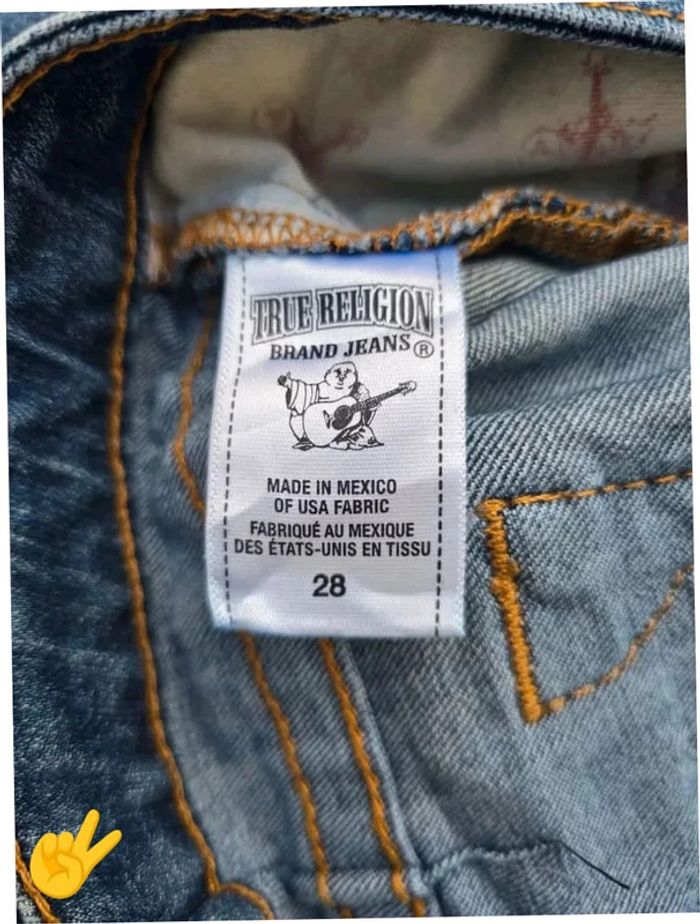 TRUE RELIGION
BRAND JEANS ®
MADE IN MEXICO
OF USA FABRIC
FABRIQUÉ AU MEXIQUE
DES ÉTATS-UNIS EN TISSU
28